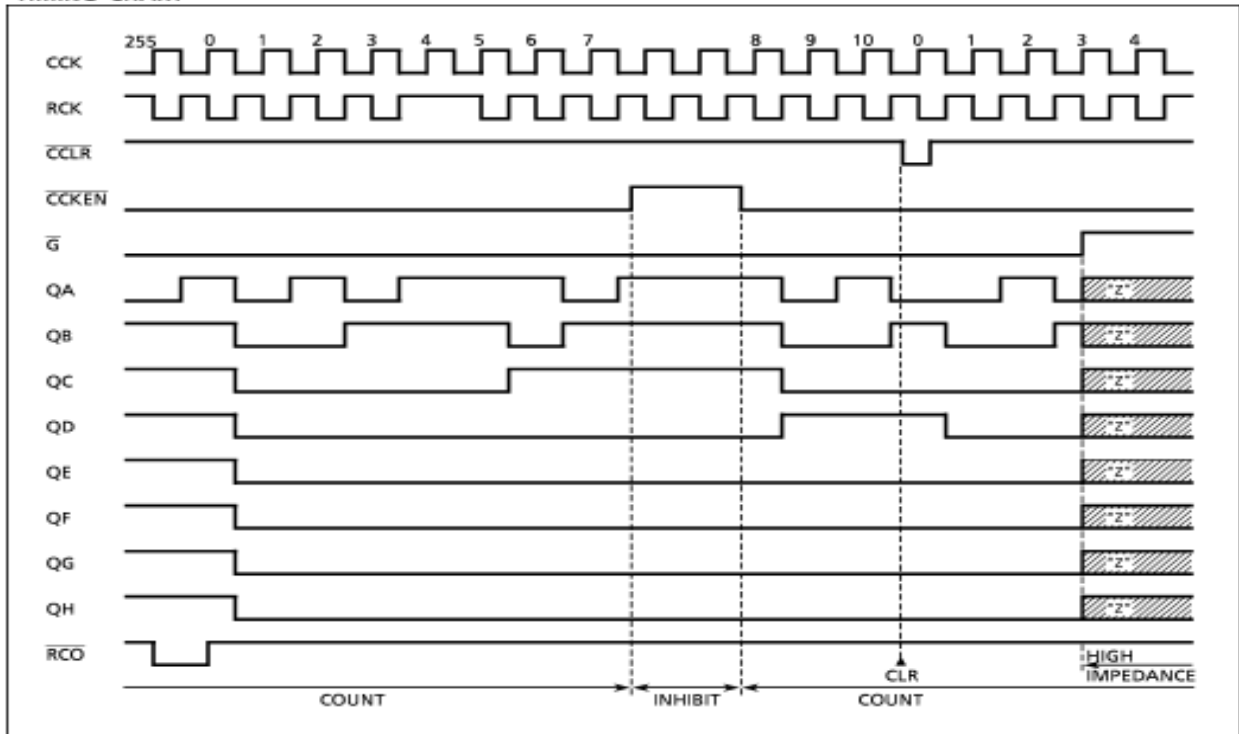 255 0 1 2 3 4 5 6 7 8 9 10 0 1 2 3 4
CCK
RCK
CCLR
CCKEN
G
QA "Z"
QB "Z"
QC "Z"
QD "Z"
QE "Z"
QF "Z"
QG "Z"
QH "Z"
RCO
HIGH
CLR IMPEDANCE
COUNT INHIBIT COUNT